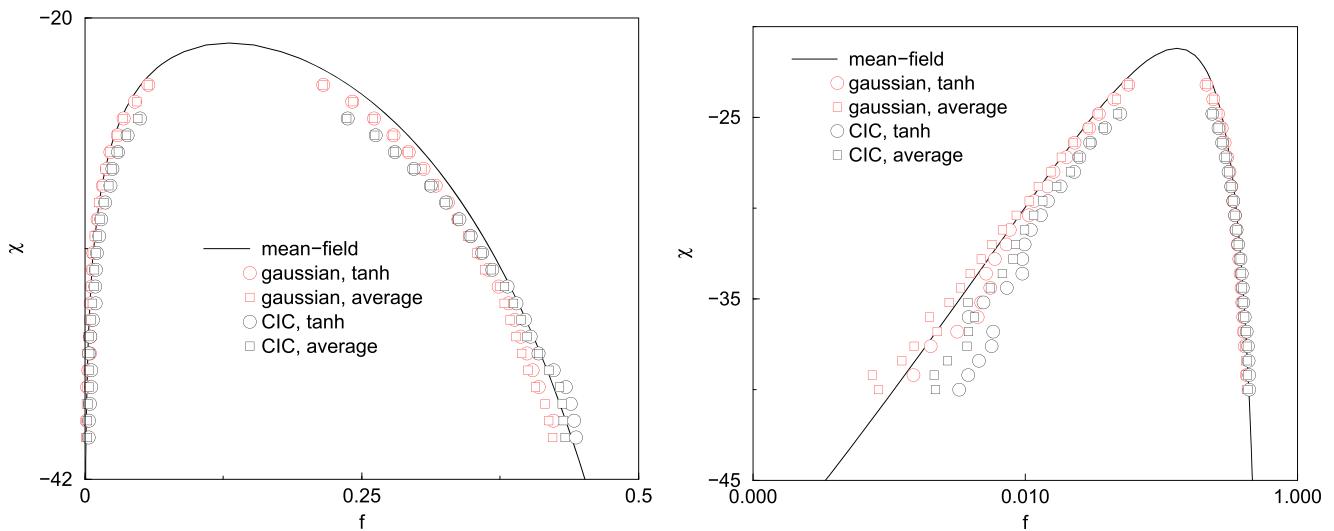 −20
χ
mean−field
gaussian, tanh
gaussian, average
CIC, tanh
CIC, average
−42
0
0.25
0.5
f
mean−field
gaussian, tanh
gaussian, average
CIC, tanh
CIC, average
−25
χ
−35
−45
0.000
0.010
1.000
f